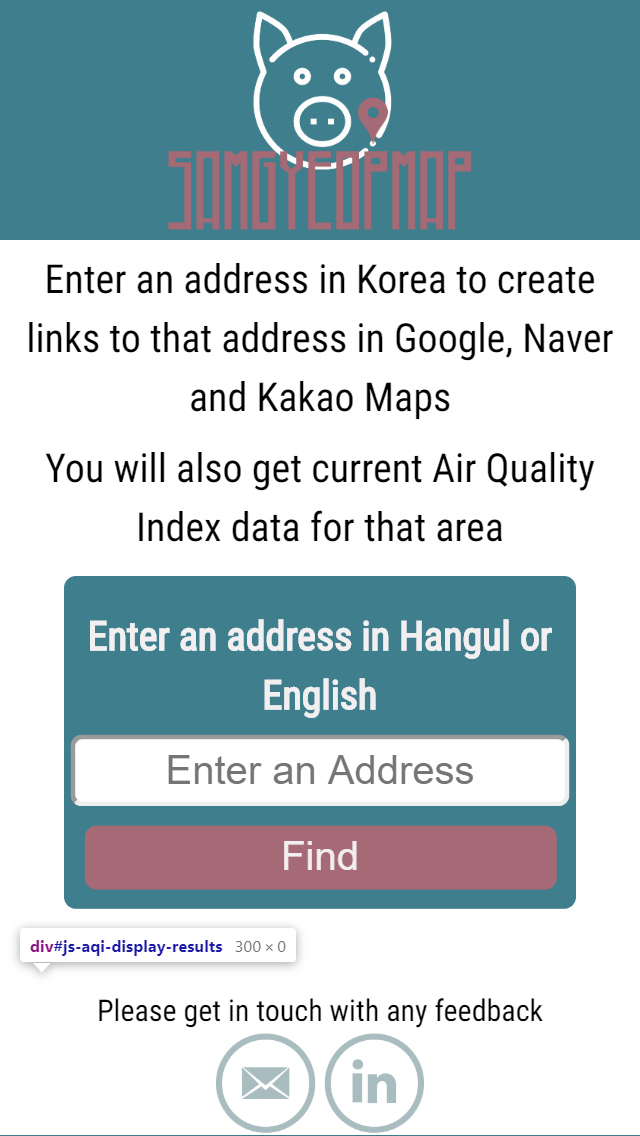 SAMGYEOPMAP
Enter an address in Korea to create
links to that address in Google, Naver
and Kakao Maps
You will also get current Air Quality
Index data for that area
Enter an address in Hangul or
English
Enter an Address
Find
div#js-aqi-display-results 300 × 0
Please get in touch with any feedback
in